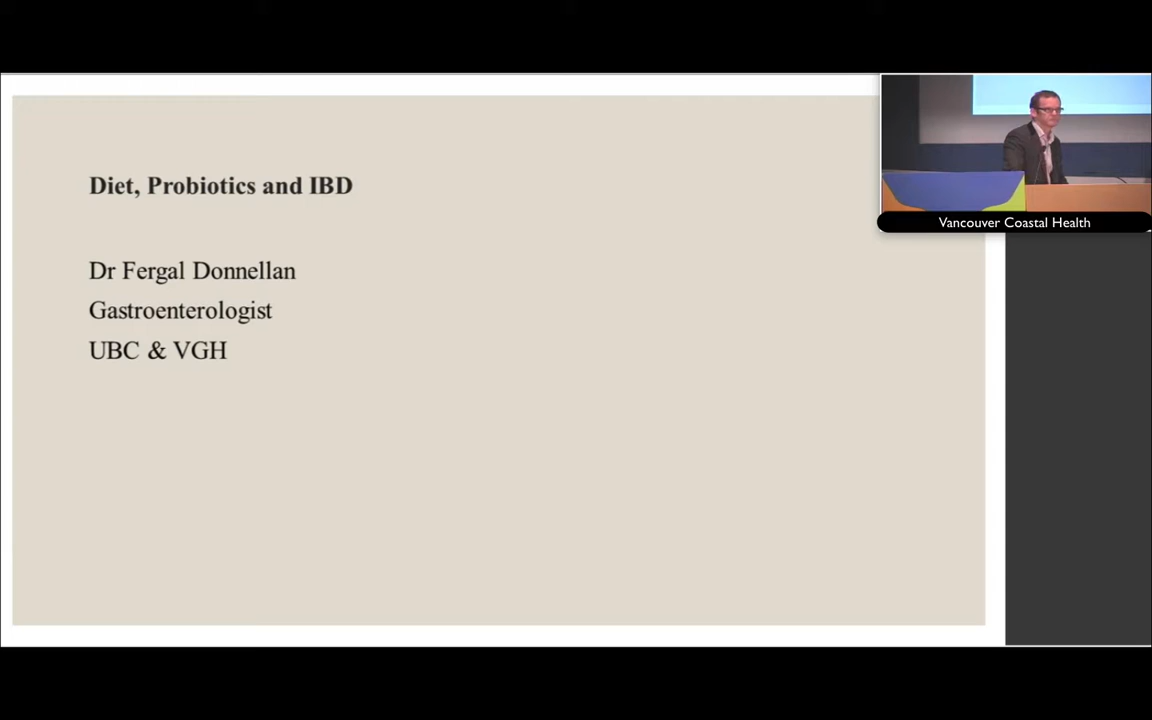 Diet, Probiotics and IBD
Dr Fergal Donnellan
Gastroenterologist
UBC & VGH
Vancouver Coastal Health